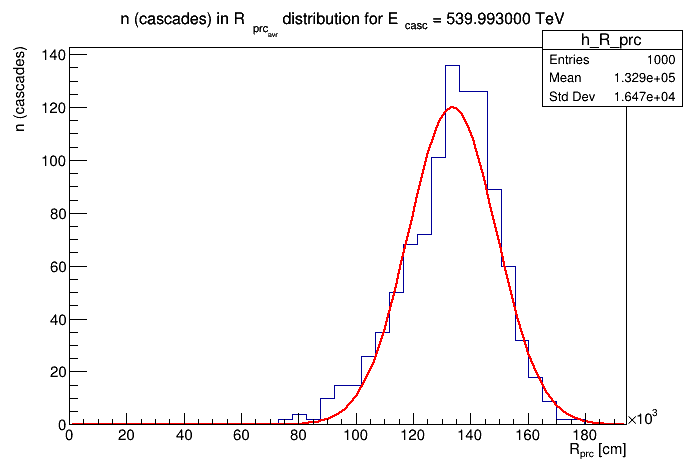 n (cascades) in R prc_awr distribution for E casc = 539.993000 TeV
h_R_prc
Entries 1000
Mean 1.329e+05
Std Dev 1.647e+04
n (cascades)
140
120
100
80
60
40
20
0
0 20 40 60 80 100 120 140 160 180
×10³
R prc [cm]